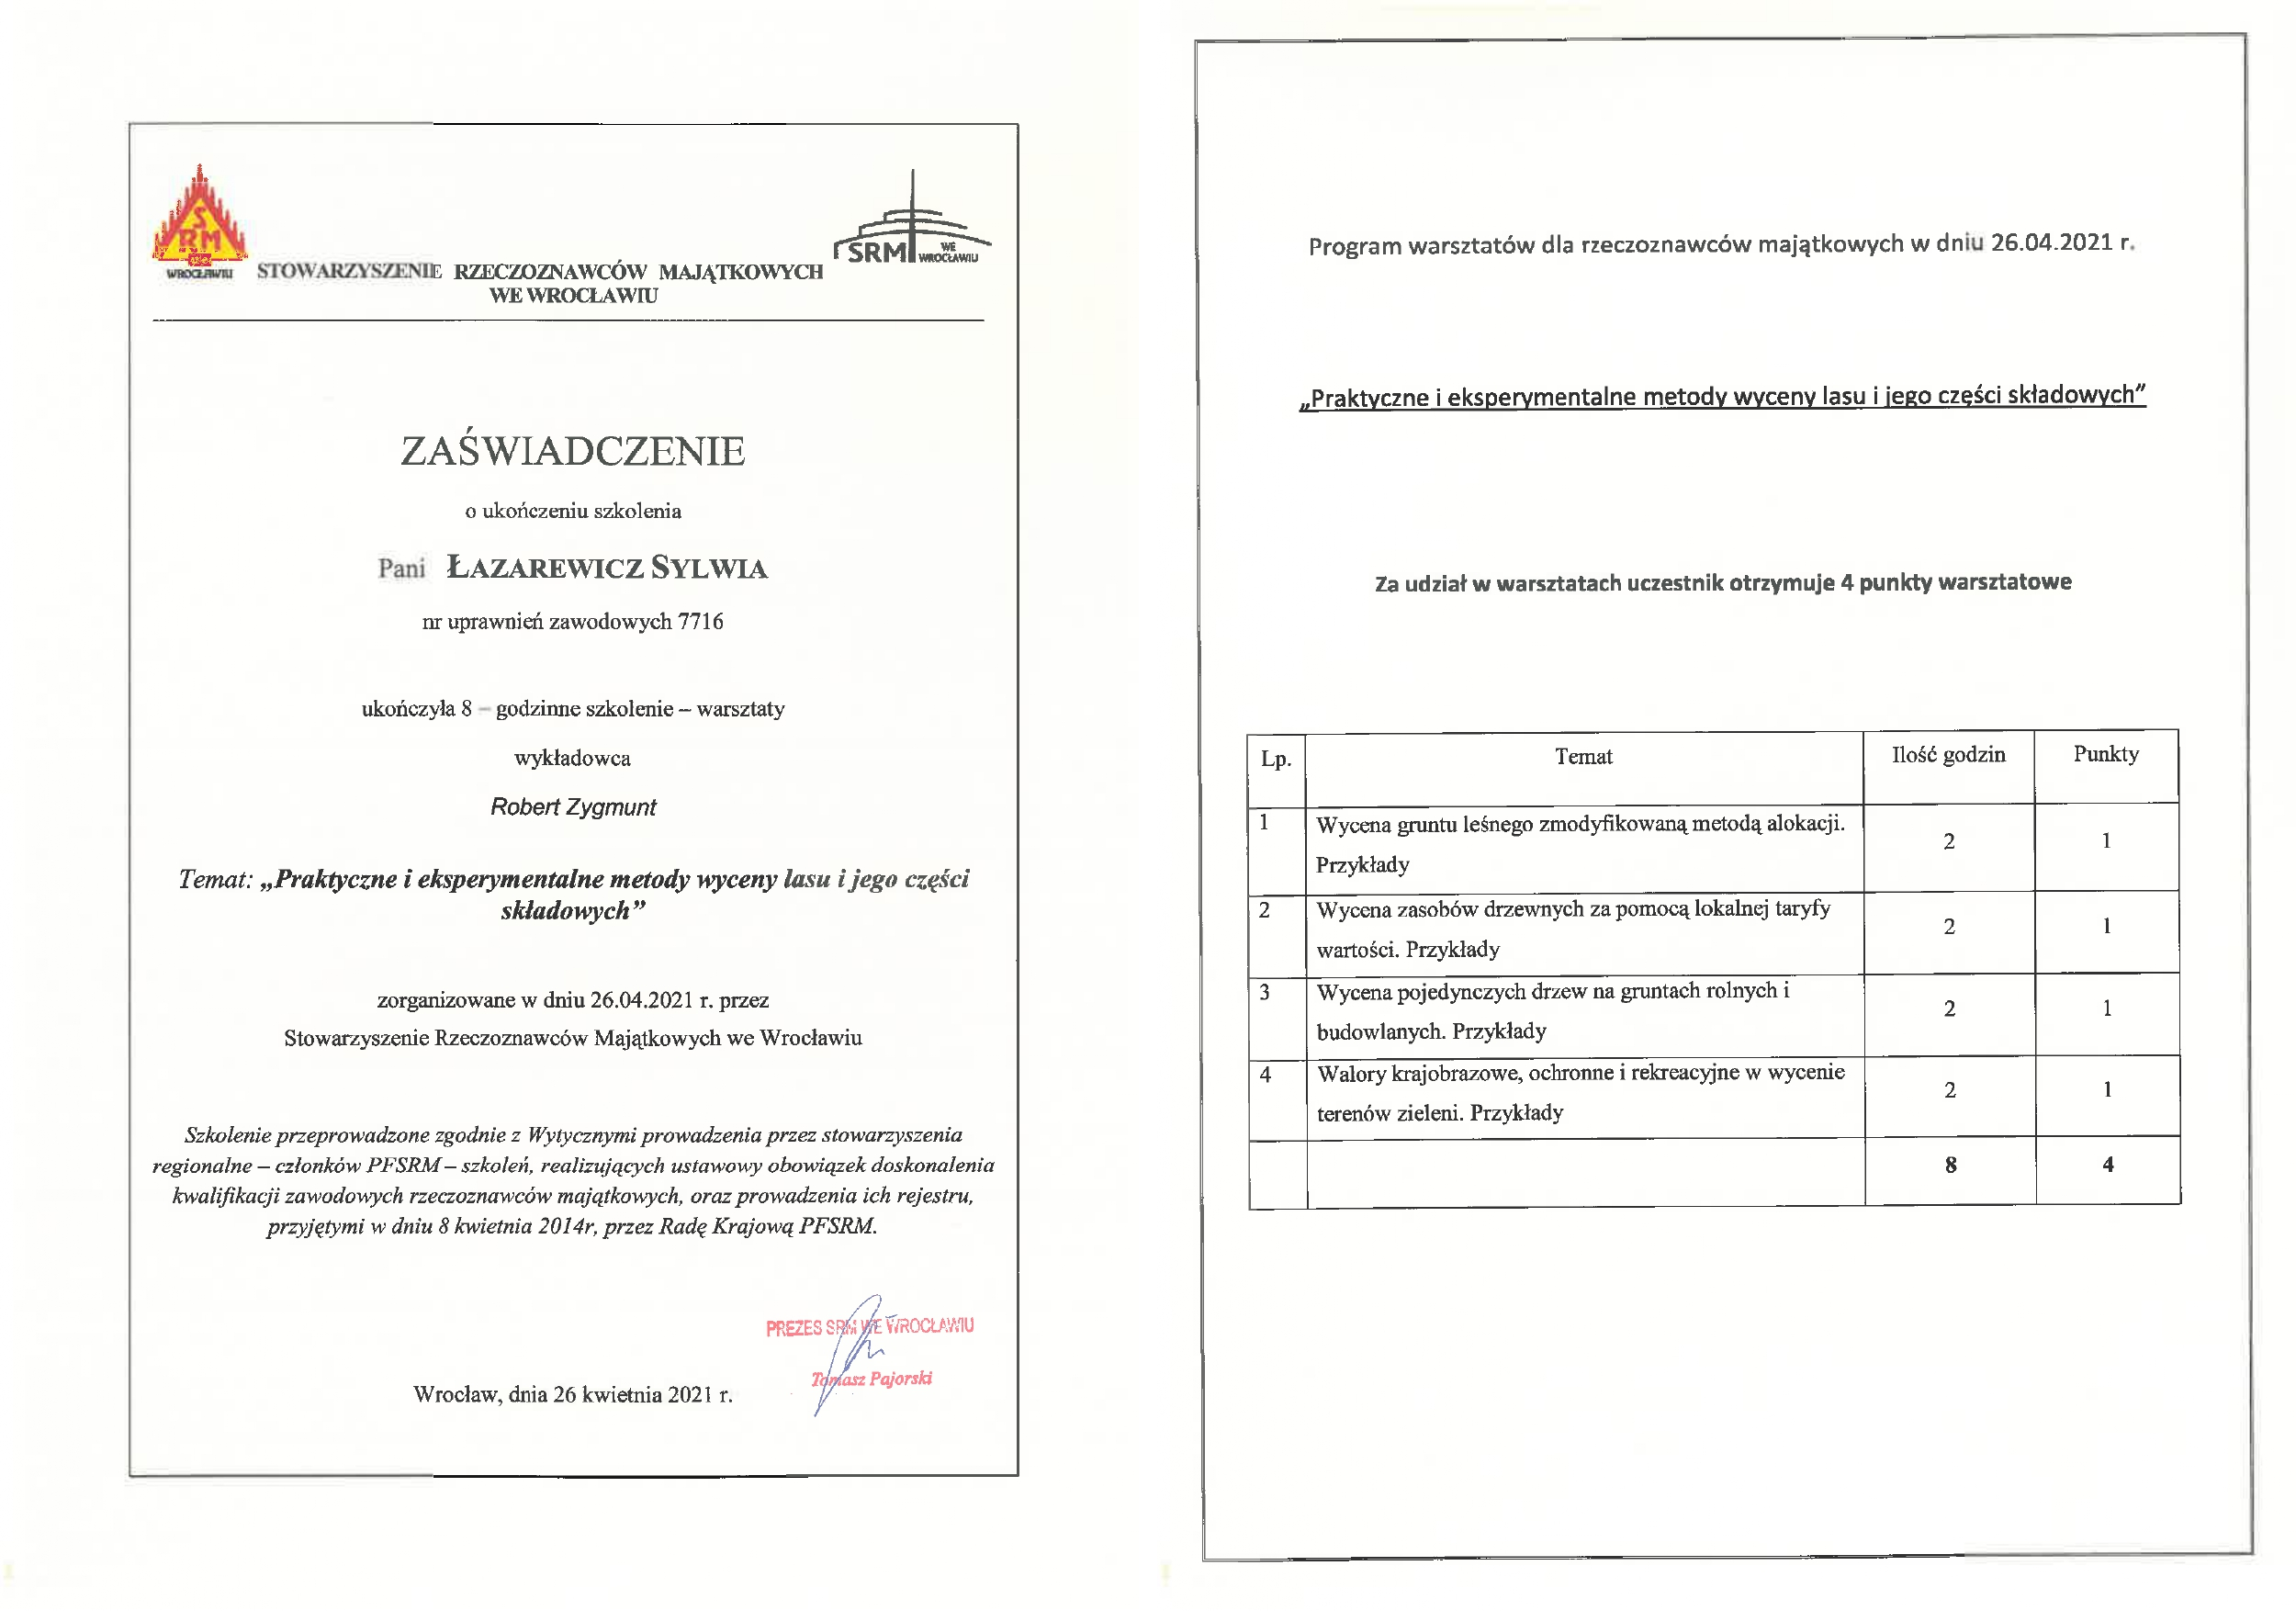 SRM
WROCŁAWIU
SRM WE WROCŁAWIU
STOWARZYSZENIE RZECZOZNAWCÓW MAJĄTKOWYCH
WE WROCŁAWIU
ZAŚWIADCZENIE
o ukończeniu szkolenia
Pani ŁAZAREWICZ SYLWIA
nr uprawnień zawodowych 7716
ukończyła 8 – godzinne szkolenie – warsztaty
wykładowca
Robert Zygmunt
Temat: „Praktyczne i eksperymentalne metody wyceny lasu i jego części
składowych”
zorganizowane w dniu 26.04.2021 r. przez
Stowarzyszenie Rzeczoznawców Majątkowych we Wrocławiu
Szkolenie przeprowadzone zgodnie z Wytycznymi prowadzenia przez stowarzyszenia
regionalne – członków PFSRM – szkoleń, realizujących ustawowy obowiązek doskonalenia
kwalifikacji zawodowych rzeczoznawców majątkowych, oraz prowadzenia ich rejestru,
przyjętymi w dniu 8 kwietnia 2014r, przez Radę Krajową PFSRM.
PREZES SRM WE WROCŁAWIU
Tomasz Pajorski
Wrocław, dnia 26 kwietnia 2021 r.
Program warsztatów dla rzeczoznawców majątkowych w dniu 26.04.2021 r.
„Praktyczne i eksperymentalne metody wyceny lasu i jego części składowych”
Za udział w warsztatach uczestnik otrzymuje 4 punkty warsztatowe
Lp. Temat Ilość godzin Punkty
1 Wycena gruntu leśnego zmodyfikowaną metodą alokacji.
Przykłady 2 1
2 Wycena zasobów drzewnych za pomocą lokalnej taryfy
wartości. Przykłady 2 1
3 Wycena pojedynczych drzew na gruntach rolnych i
budowlanych. Przykłady 2 1
4 Walory krajobrazowe, ochronne i rekreacyjne w wycenie
terenów zieleni. Przykłady 2 1
8 4